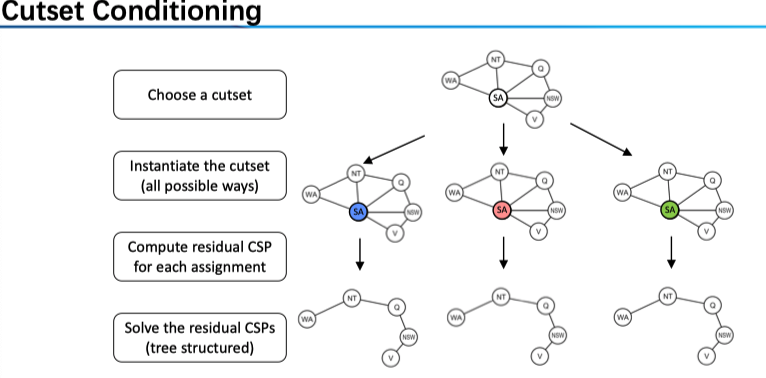 Cutset Conditioning
Choose a cutset
NT
Q
WA
SA
NSW
V
Instantiate the cutset
(all possible ways)
NT
Q
WA
SA
NSW
V
NT
Q
WA
SA
NSW
V
NT
Q
WA
SA
NSW
V
Compute residual CSP
for each assignment
Solve the residual CSPs
(tree structured)
NT
Q
WA
NSW
V
NT
Q
WA
NSW
V
NT
Q
WA
NSW
V